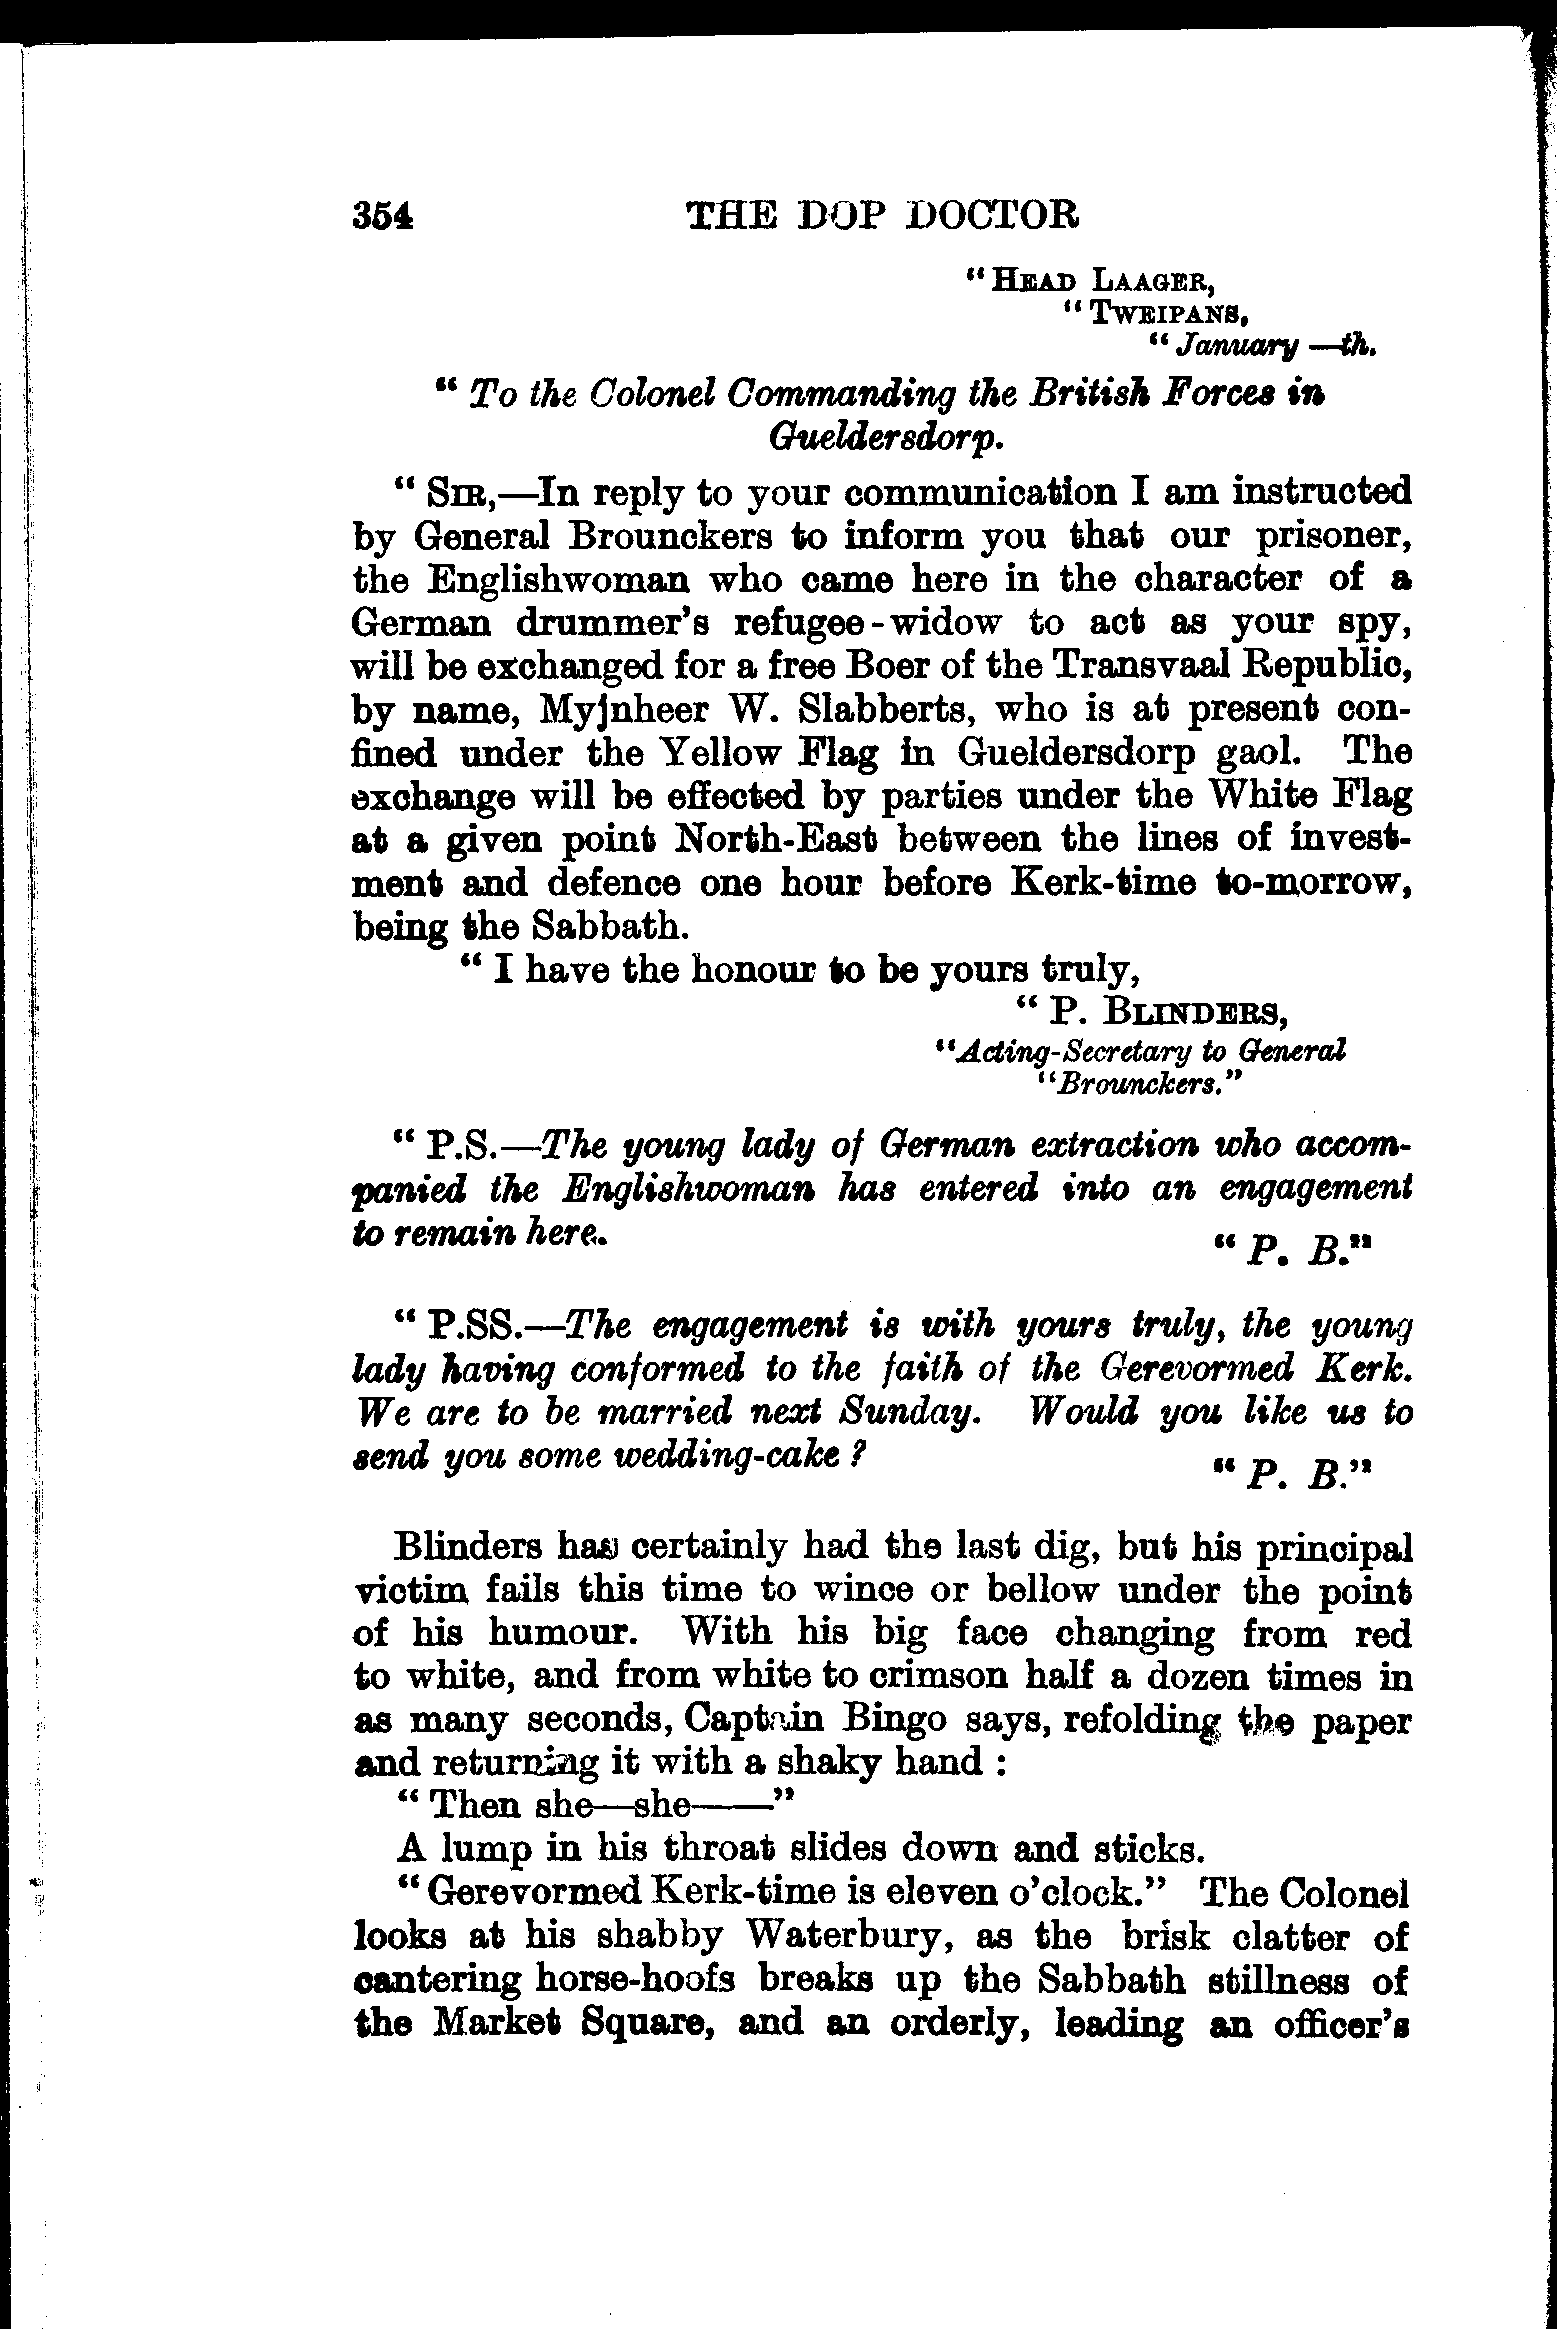 354 THE DOP DOCTOR
“HEAD LAAGER,
“TWEIPANS,
“January —th.
“To the Colonel Commanding the British Forces in
Gueldersdorp.
“SIR,—In reply to your communication I am instructed
by General Brounckers to inform you that our prisoner,
the Englishwoman who came here in the character of a
German drummer's refugee-widow to act as your spy,
will be exchanged for a free Boer of the Transvaal Republic,
by name, Myjnheer W. Slabberts, who is at present con-
fined under the Yellow Flag in Gueldersdorp gaol. The
exchange will be effected by parties under the White Flag
at a given point North-East between the lines of invest-
ment and defence one hour before Kerk-time to-morrow,
being the Sabbath.
“I have the honour to be yours truly,
“P. BLINDERS,
“Acting-Secretary to General
“Brounckers.”
“P.S.—The young lady of German extraction who accom-
panied the Englishwoman has entered into an engagement
to remain here.
“P. B.”
“P.SS.—The engagement is with yours truly, the young
lady having conformed to the faith of the Gerevormed Kerk.
We are to be married next Sunday. Would you like us to
send you some wedding-cake?
“P. B.”
Blinders has certainly had the last dig, but his principal
victim fails this time to wince or bellow under the point
of his humour. With his big face changing from red
to white, and from white to crimson half a dozen times in
as many seconds, Captain Bingo says, refolding the paper
and returning it with a shaky hand:
“Then she—she——”
A lump in his throat slides down and sticks.
“Gerevormed Kerk-time is eleven o'clock.” The Colonel
looks at his shabby Waterbury, as the brisk clatter of
cantering horse-hoofs breaks up the Sabbath stillness of
the Market Square, and an orderly, leading an officer's